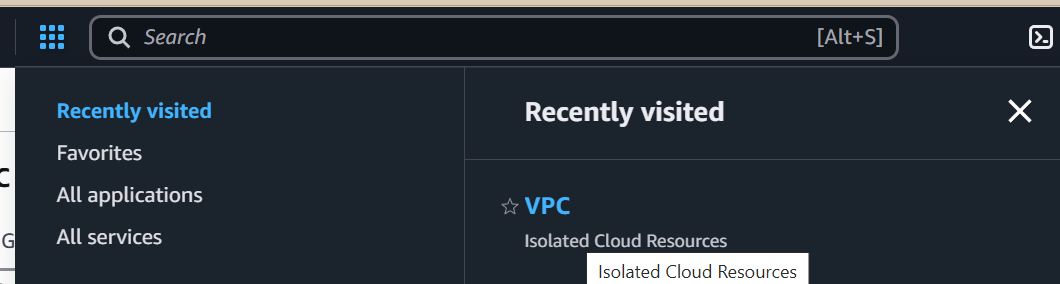 Search [Alt+S]
Recently visited
Favorites
All applications
All services
Recently visited
VPC
Isolated Cloud Resources
Isolated Cloud Resources
C
G